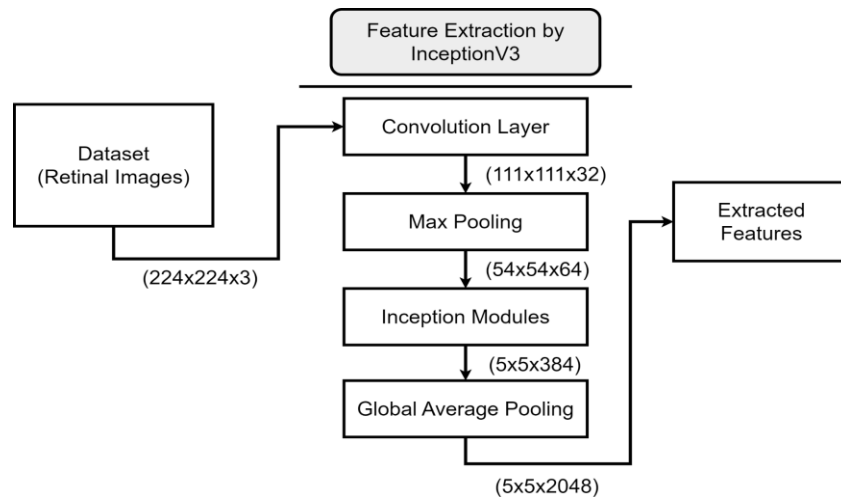 Feature Extraction by
InceptionV3
Dataset
(Retinal Images)
(224x224x3)
Convolution Layer
(111x111x32)
Max Pooling
(54x54x64)
Inception Modules
(5x5x384)
Global Average Pooling
(5x5x2048)
Extracted
Features